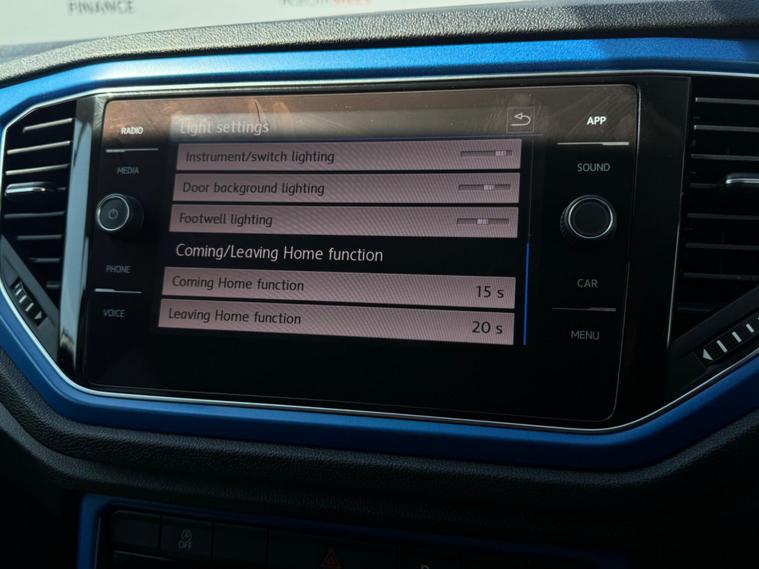 FINANCE
Light settings
RADIO
APP
Instrument/switch lighting
MEDIA
SOUND
Door background lighting
Footwell lighting
Coming/Leaving Home function
PHONE
Coming Home function 15 s
CAR
VOICE
Leaving Home function 20 s
MENU
OFF